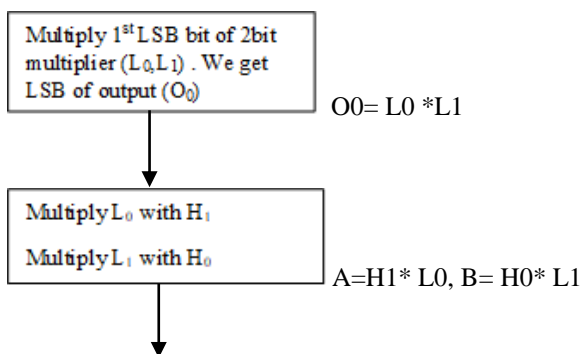 Multiply 1st LSB bit of 2bit
multiplier (L₀,L₁) . We get
LSB of output (O₀)
O0= L0 *L1
Multiply L₀ with H₁
Multiply L₁ with H₀
A=H1* L0, B= H0* L1